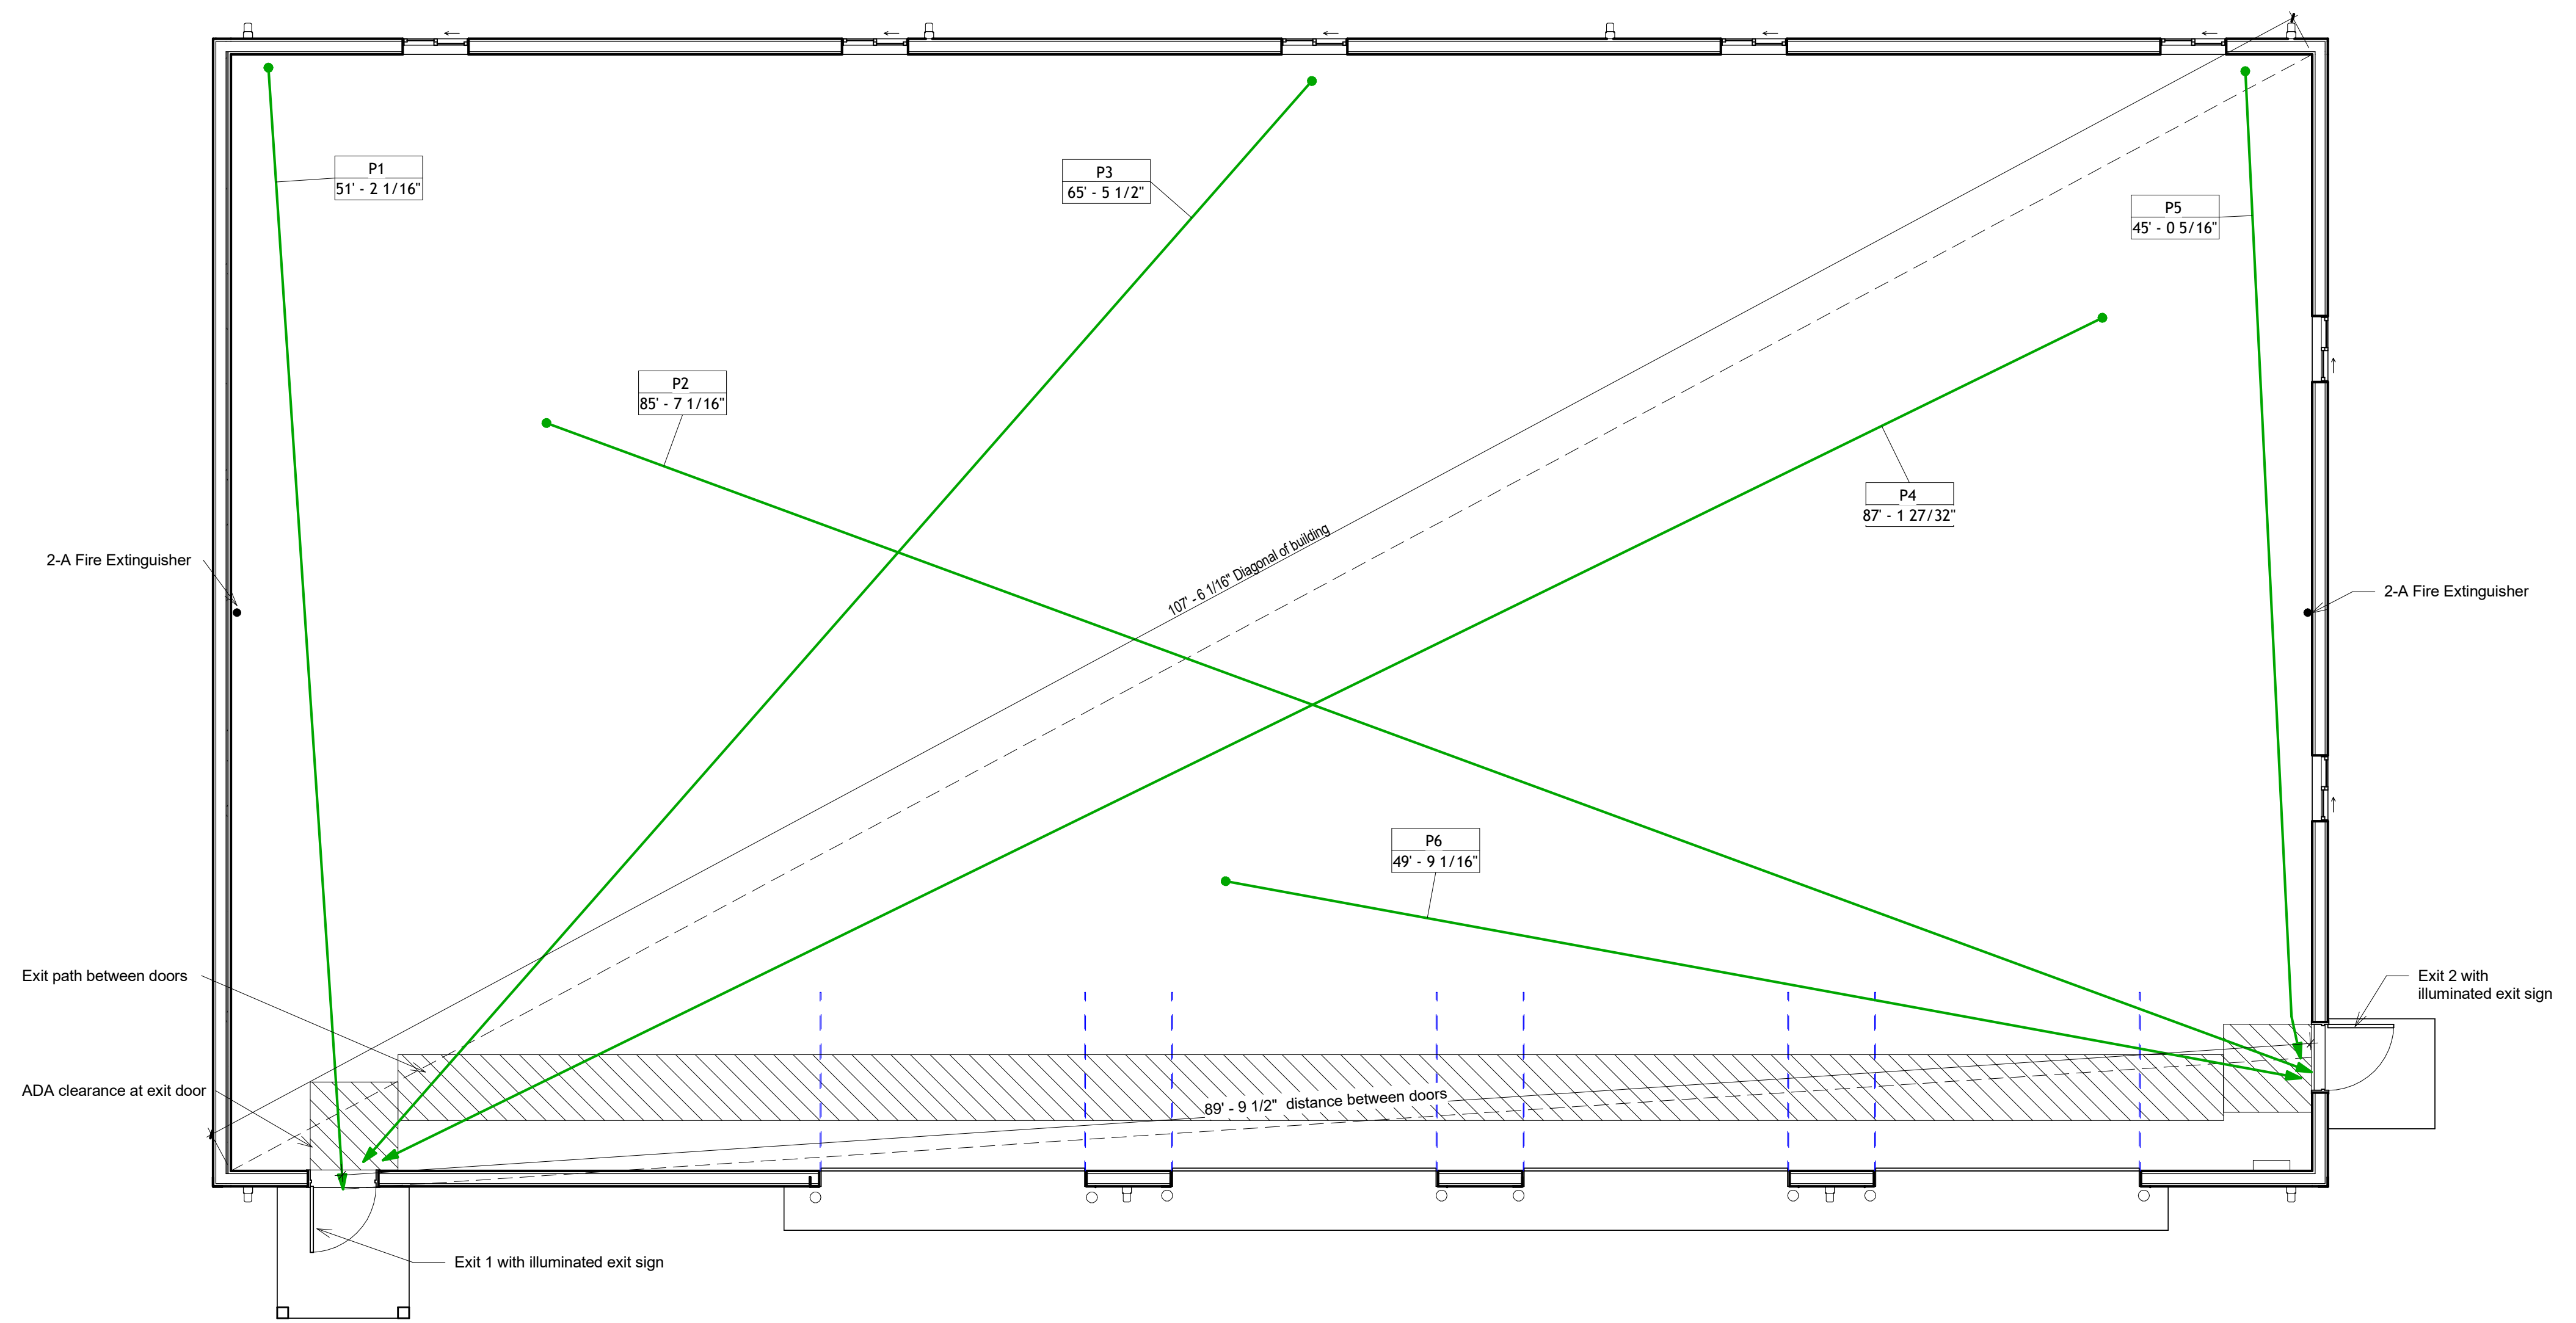 P1
51' - 2 1/16"
P3
65' - 5 1/2"
P5
45' - 0 5/16"
P2
85' - 7 1/16"
P4
87' - 1 27/32"
107' - 6 1/16" Diagonal of building
2-A Fire Extinguisher
2-A Fire Extinguisher
P6
49' - 9 1/16"
Exit path between doors
Exit 2 with
illuminated exit sign
ADA clearance at exit door
89' - 9 1/2" distance between doors
Exit 1 with illuminated exit sign